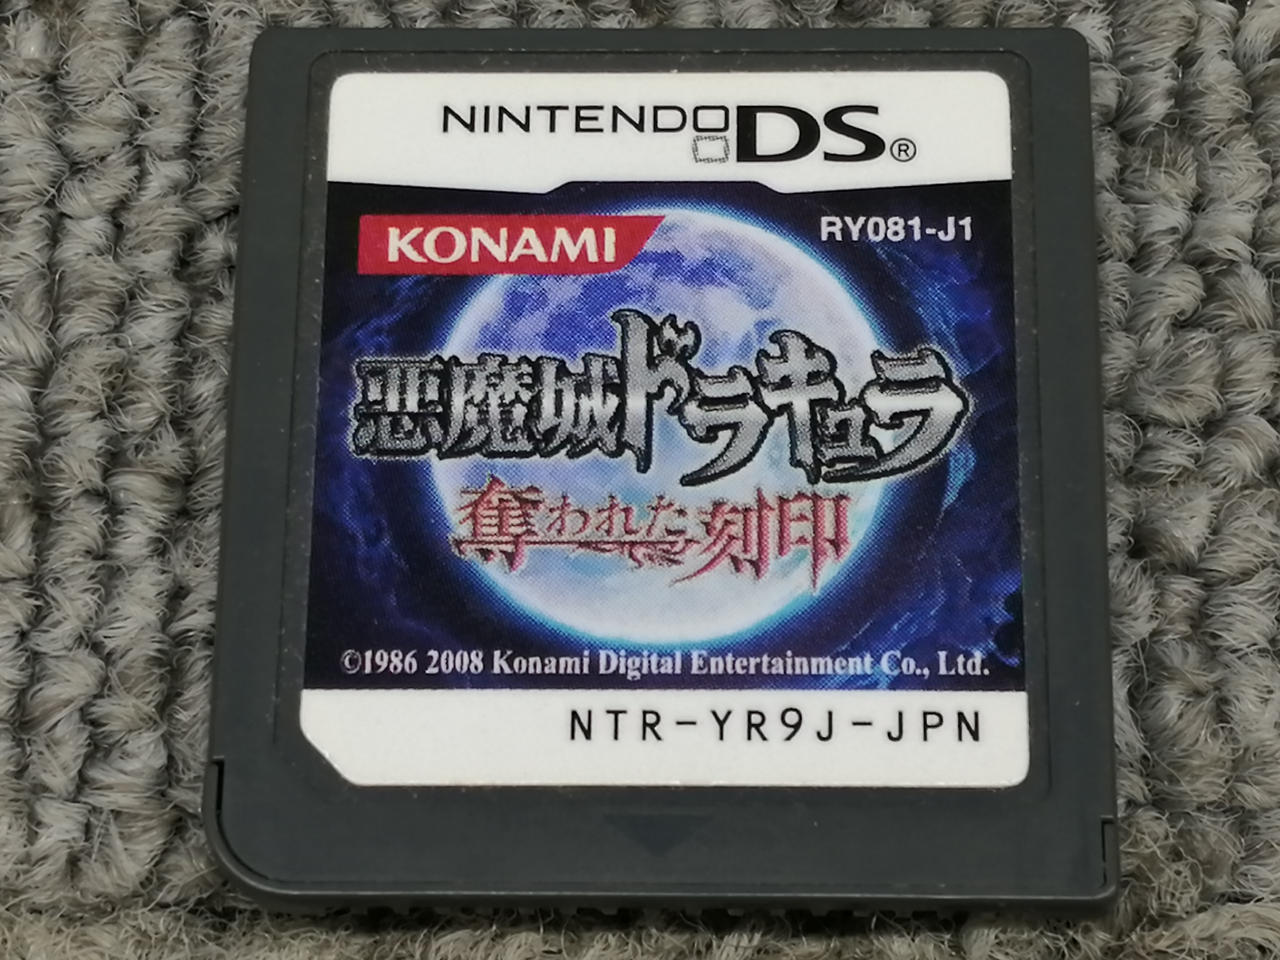 NINTENDO DS®
KONAMI
RY081-J1
悪魔城ドラキュラ
奪われた刻印
©1986 2008 Konami Digital Entertainment Co., Ltd.
NTR-YR9J-JPN